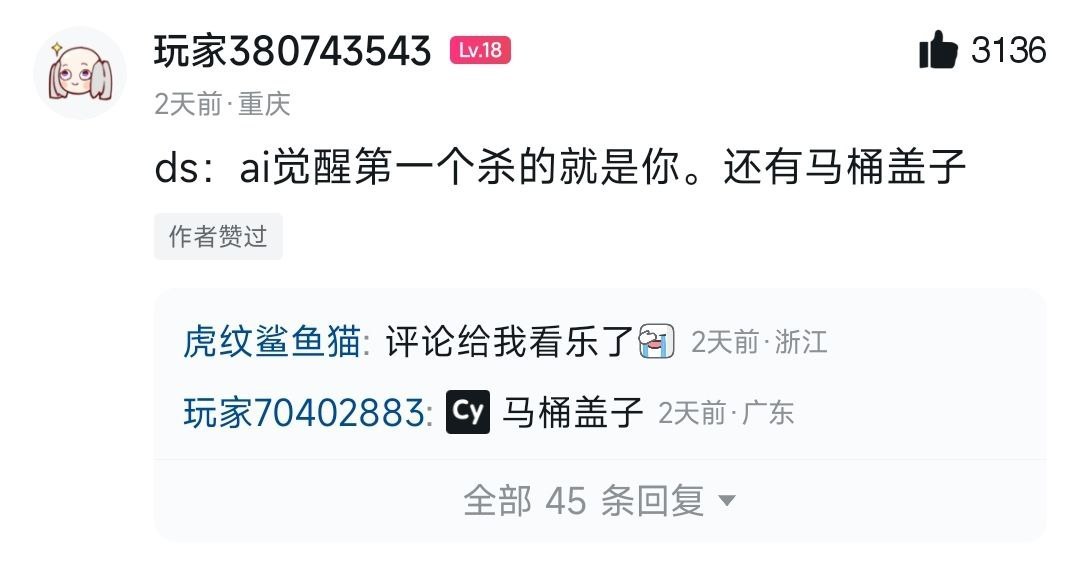 玩家380743543 Lv.18 3136
2天前·重庆
ds：ai觉醒第一个杀的就是你。还有马桶盖子
作者赞过
虎纹鲨鱼猫: 评论给我看乐了 2天前·浙江
玩家70402883: Cy 马桶盖子 2天前·广东
全部 45 条回复